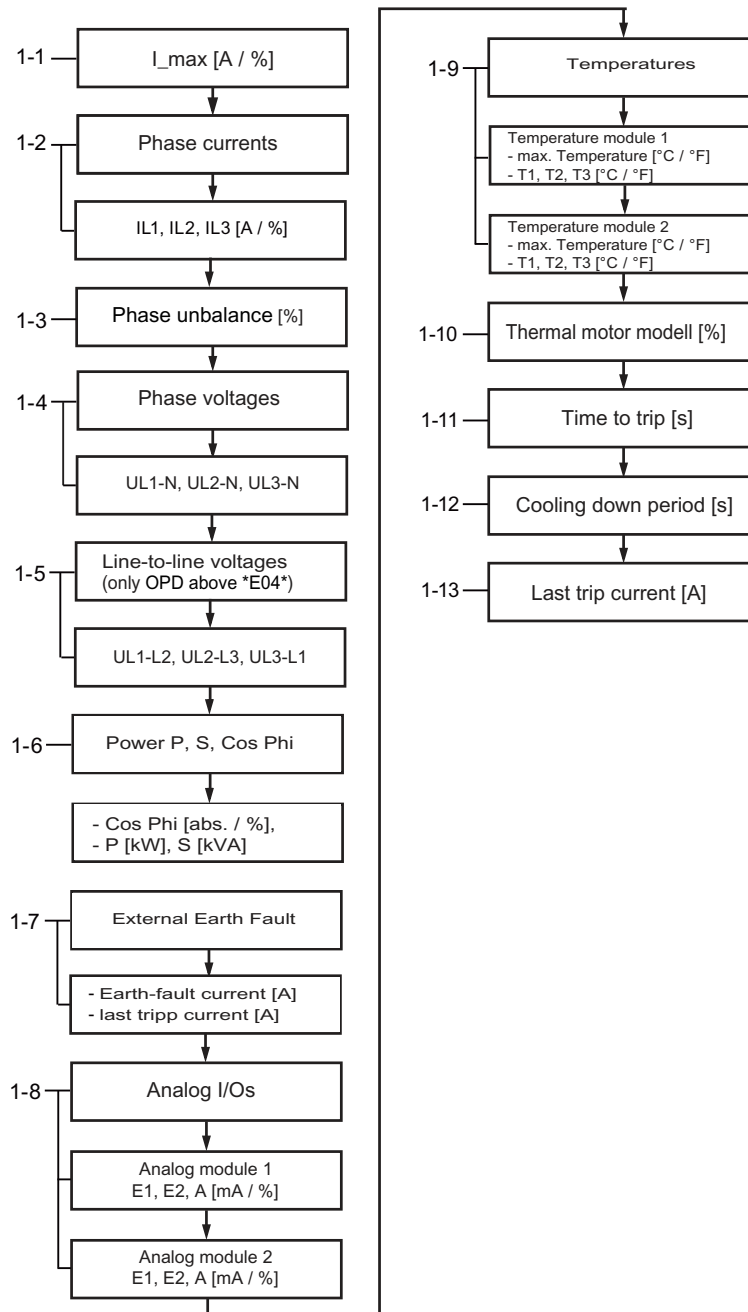 1-1
I_max [A / %]
1-2
Phase currents
IL1, IL2, IL3 [A / %]
1-3
Phase unbalance [%]
1-4
Phase voltages
UL1-N, UL2-N, UL3-N
1-5
Line-to-line voltages
(only OPD above *E04*)
UL1-L2, UL2-L3, UL3-L1
1-6
Power P, S, Cos Phi
- Cos Phi [abs. / %],
- P [kW], S [kVA]
1-7
External Earth Fault
- Earth-fault current [A]
- last tripp current [A]
1-8
Analog I/Os
Analog module 1
E1, E2, A [mA / %]
Analog module 2
E1, E2, A [mA / %]
1-9
Temperatures
Temperature module 1
- max. Temperature [°C / °F]
- T1, T2, T3 [°C / °F]
Temperature module 2
- max. Temperature [°C / °F]
- T1, T2, T3 [°C / °F]
1-10
Thermal motor modell [%]
1-11
Time to trip [s]
1-12
Cooling down period [s]
1-13
Last trip current [A]